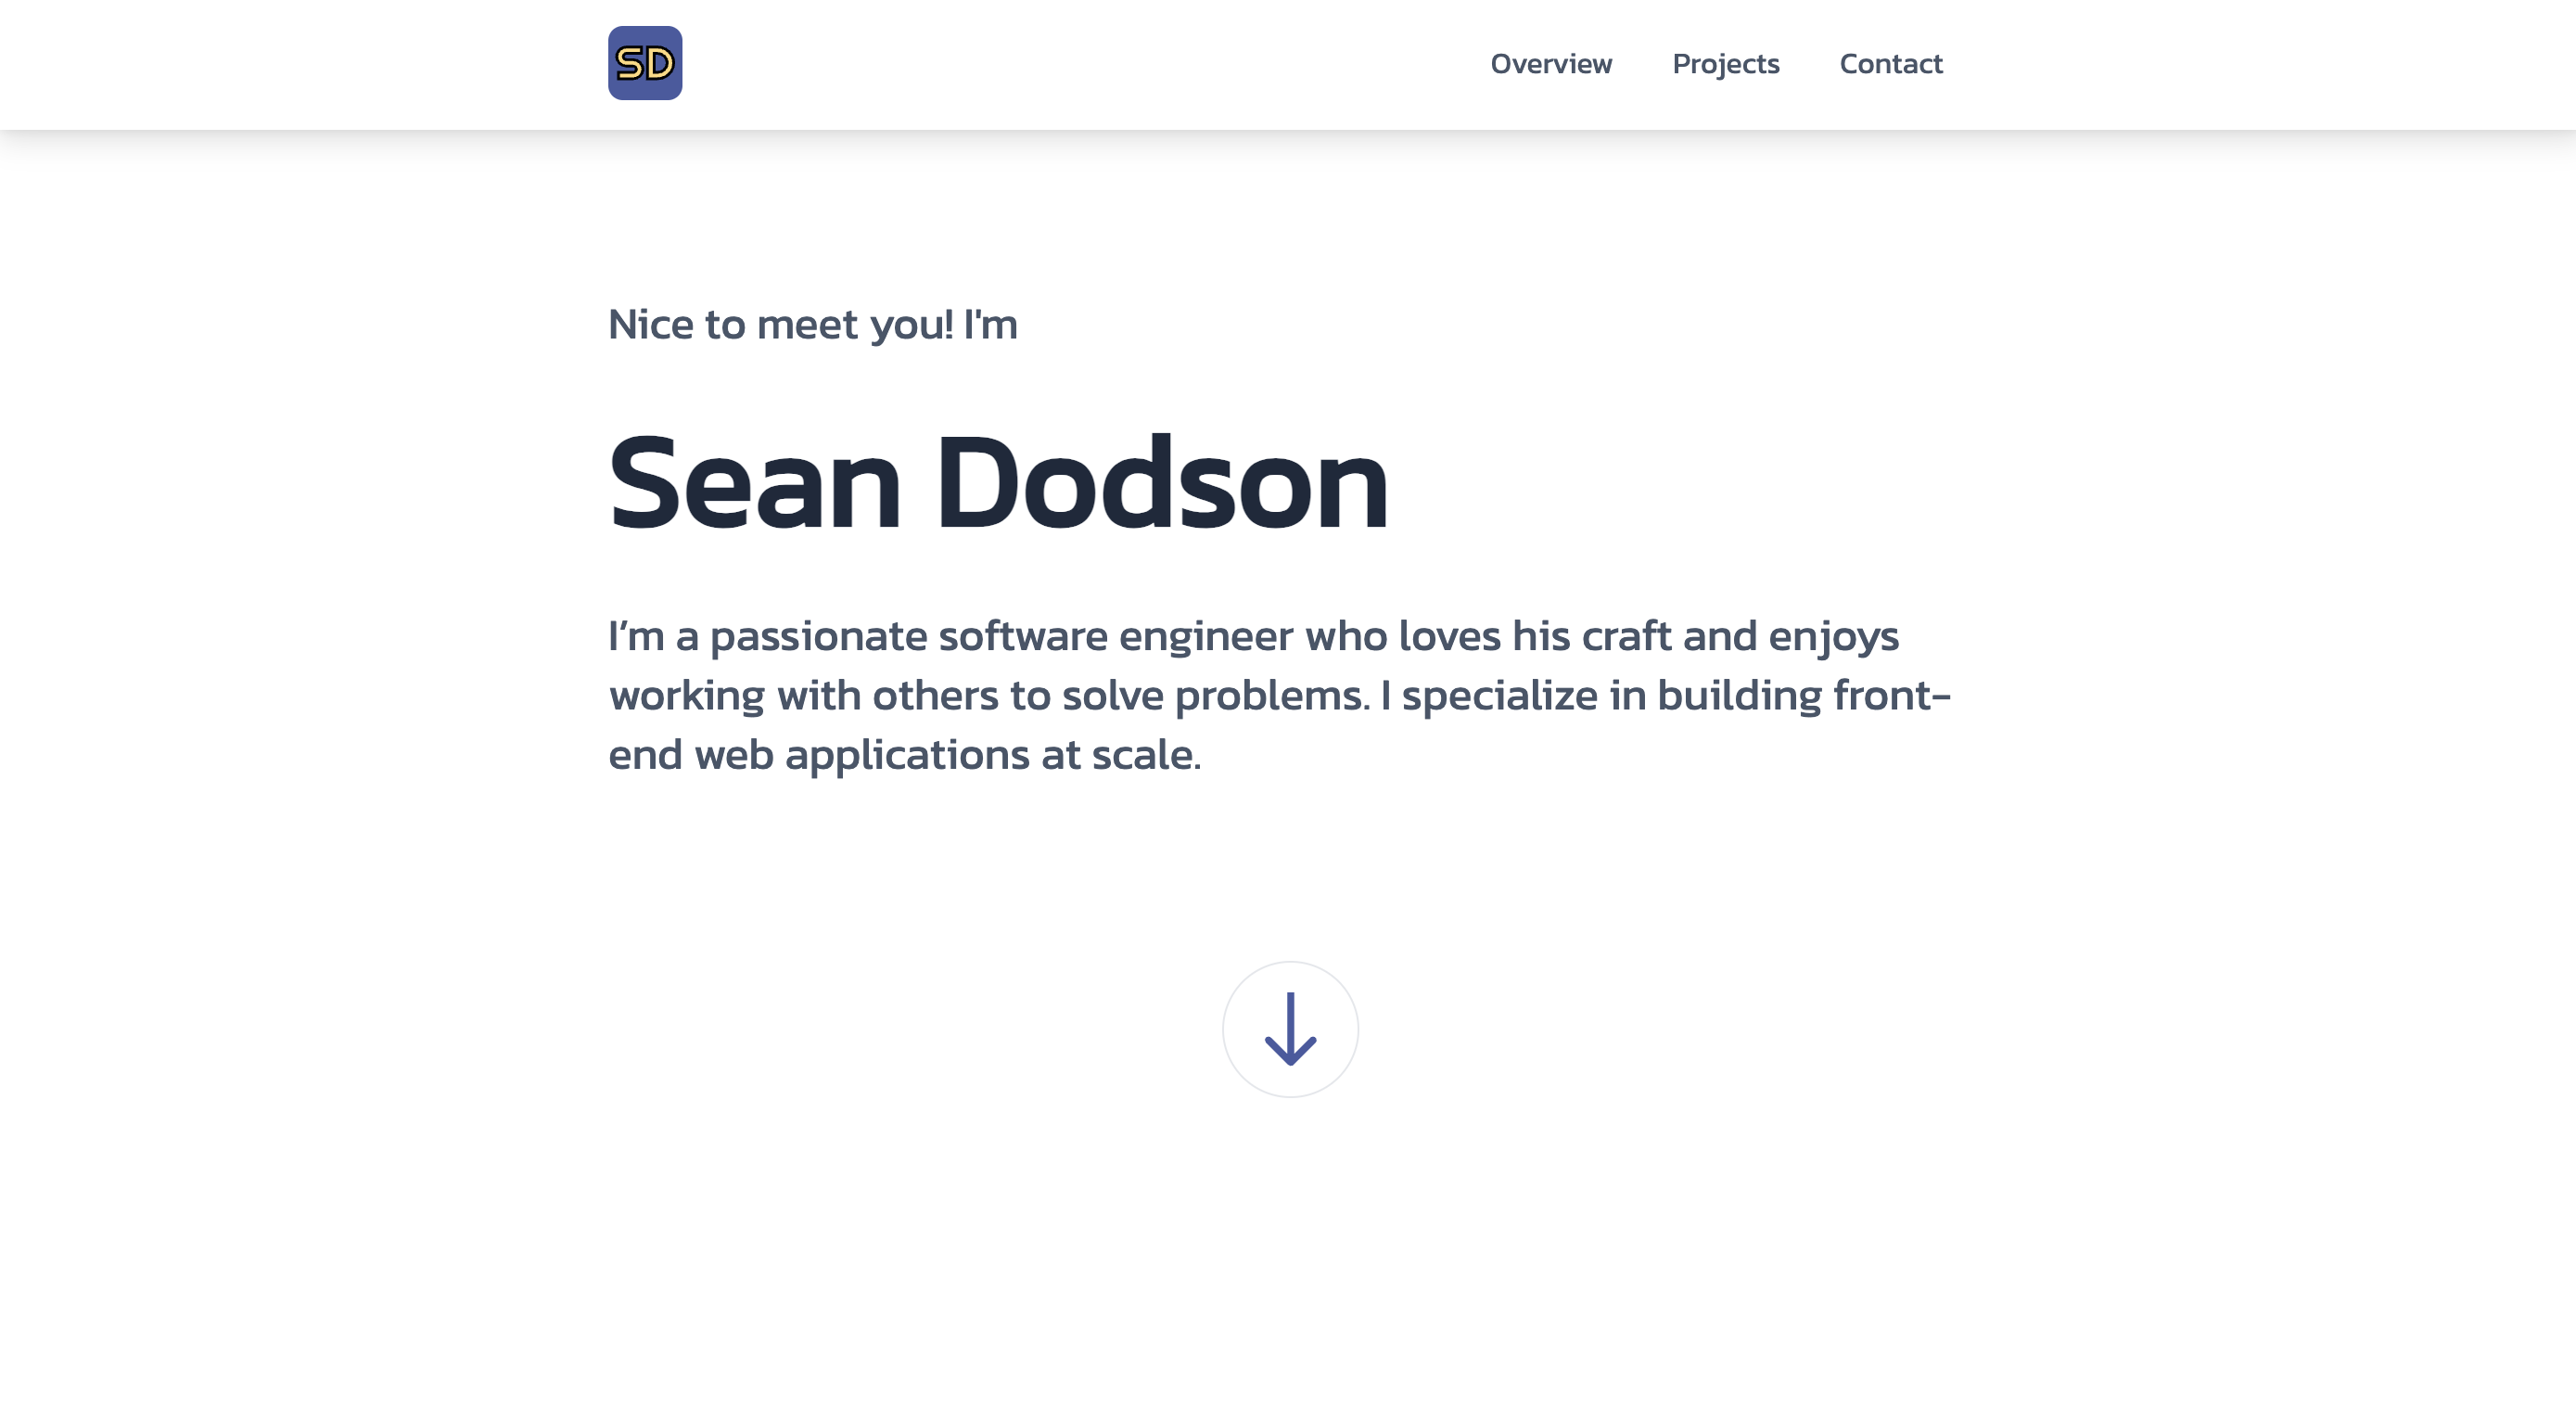 SD
Overview Projects Contact
Nice to meet you! I'm
Sean Dodson
I’m a passionate software engineer who loves his craft and enjoys
working with others to solve problems. I specialize in building front-
end web applications at scale.